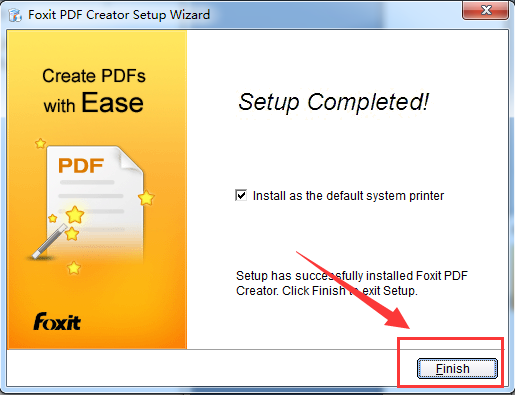 Foxit PDF Creator Setup Wizard
Create PDFs
with Ease
PDF
Foxit
Setup Completed!
Install as the default system printer
Setup has successfully installed Foxit PDF
Creator. Click Finish to exit Setup.
Finish